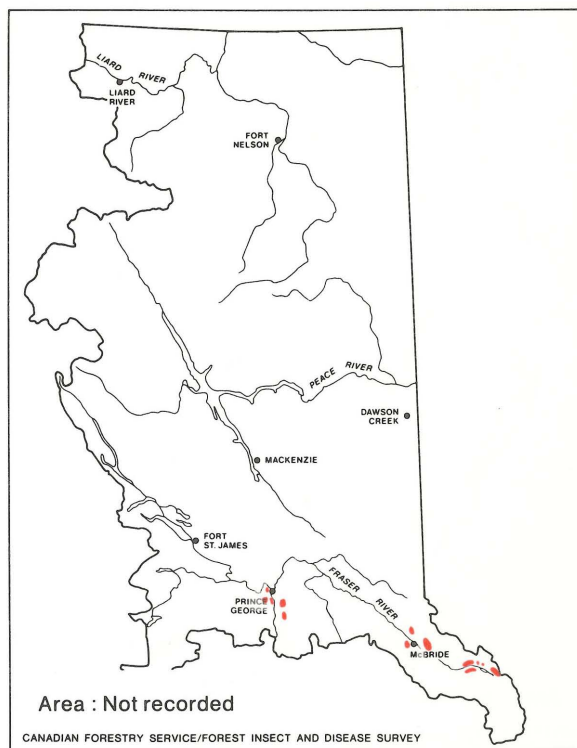 LIARD
RIVER
LIARD
RIVER
FORT
NELSON
PEACE RIVER
DAWSON
CREEK
MACKENZIE
FORT
ST. JAMES
FRASER
RIVER
PRINCE
GEORGE
McBRIDE
Area : Not recorded
CANADIAN FORESTRY SERVICE/FOREST INSECT AND DISEASE SURVEY